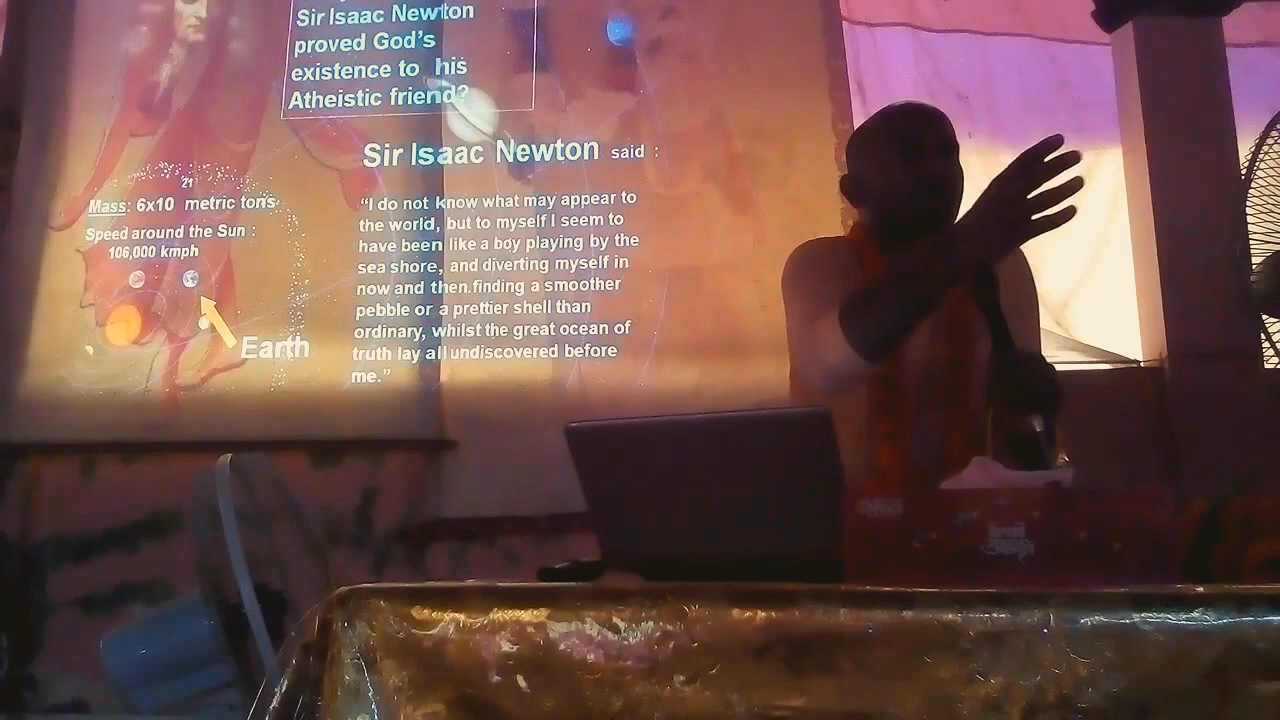 Sir Isaac Newton
proved God's
existence to his
Atheistic friend?
Sir Isaac Newton said :
21
Mass: 6x10 metric tons
Speed around the Sun :
106,000 kmph
Earth
“I do not know what may appear to
the world, but to myself I seem to
have been like a boy playing by the
sea shore, and diverting myself in
now and then finding a smoother
pebble or a prettier shell than
ordinary, whilst the great ocean of
truth lay all undiscovered before
me.”